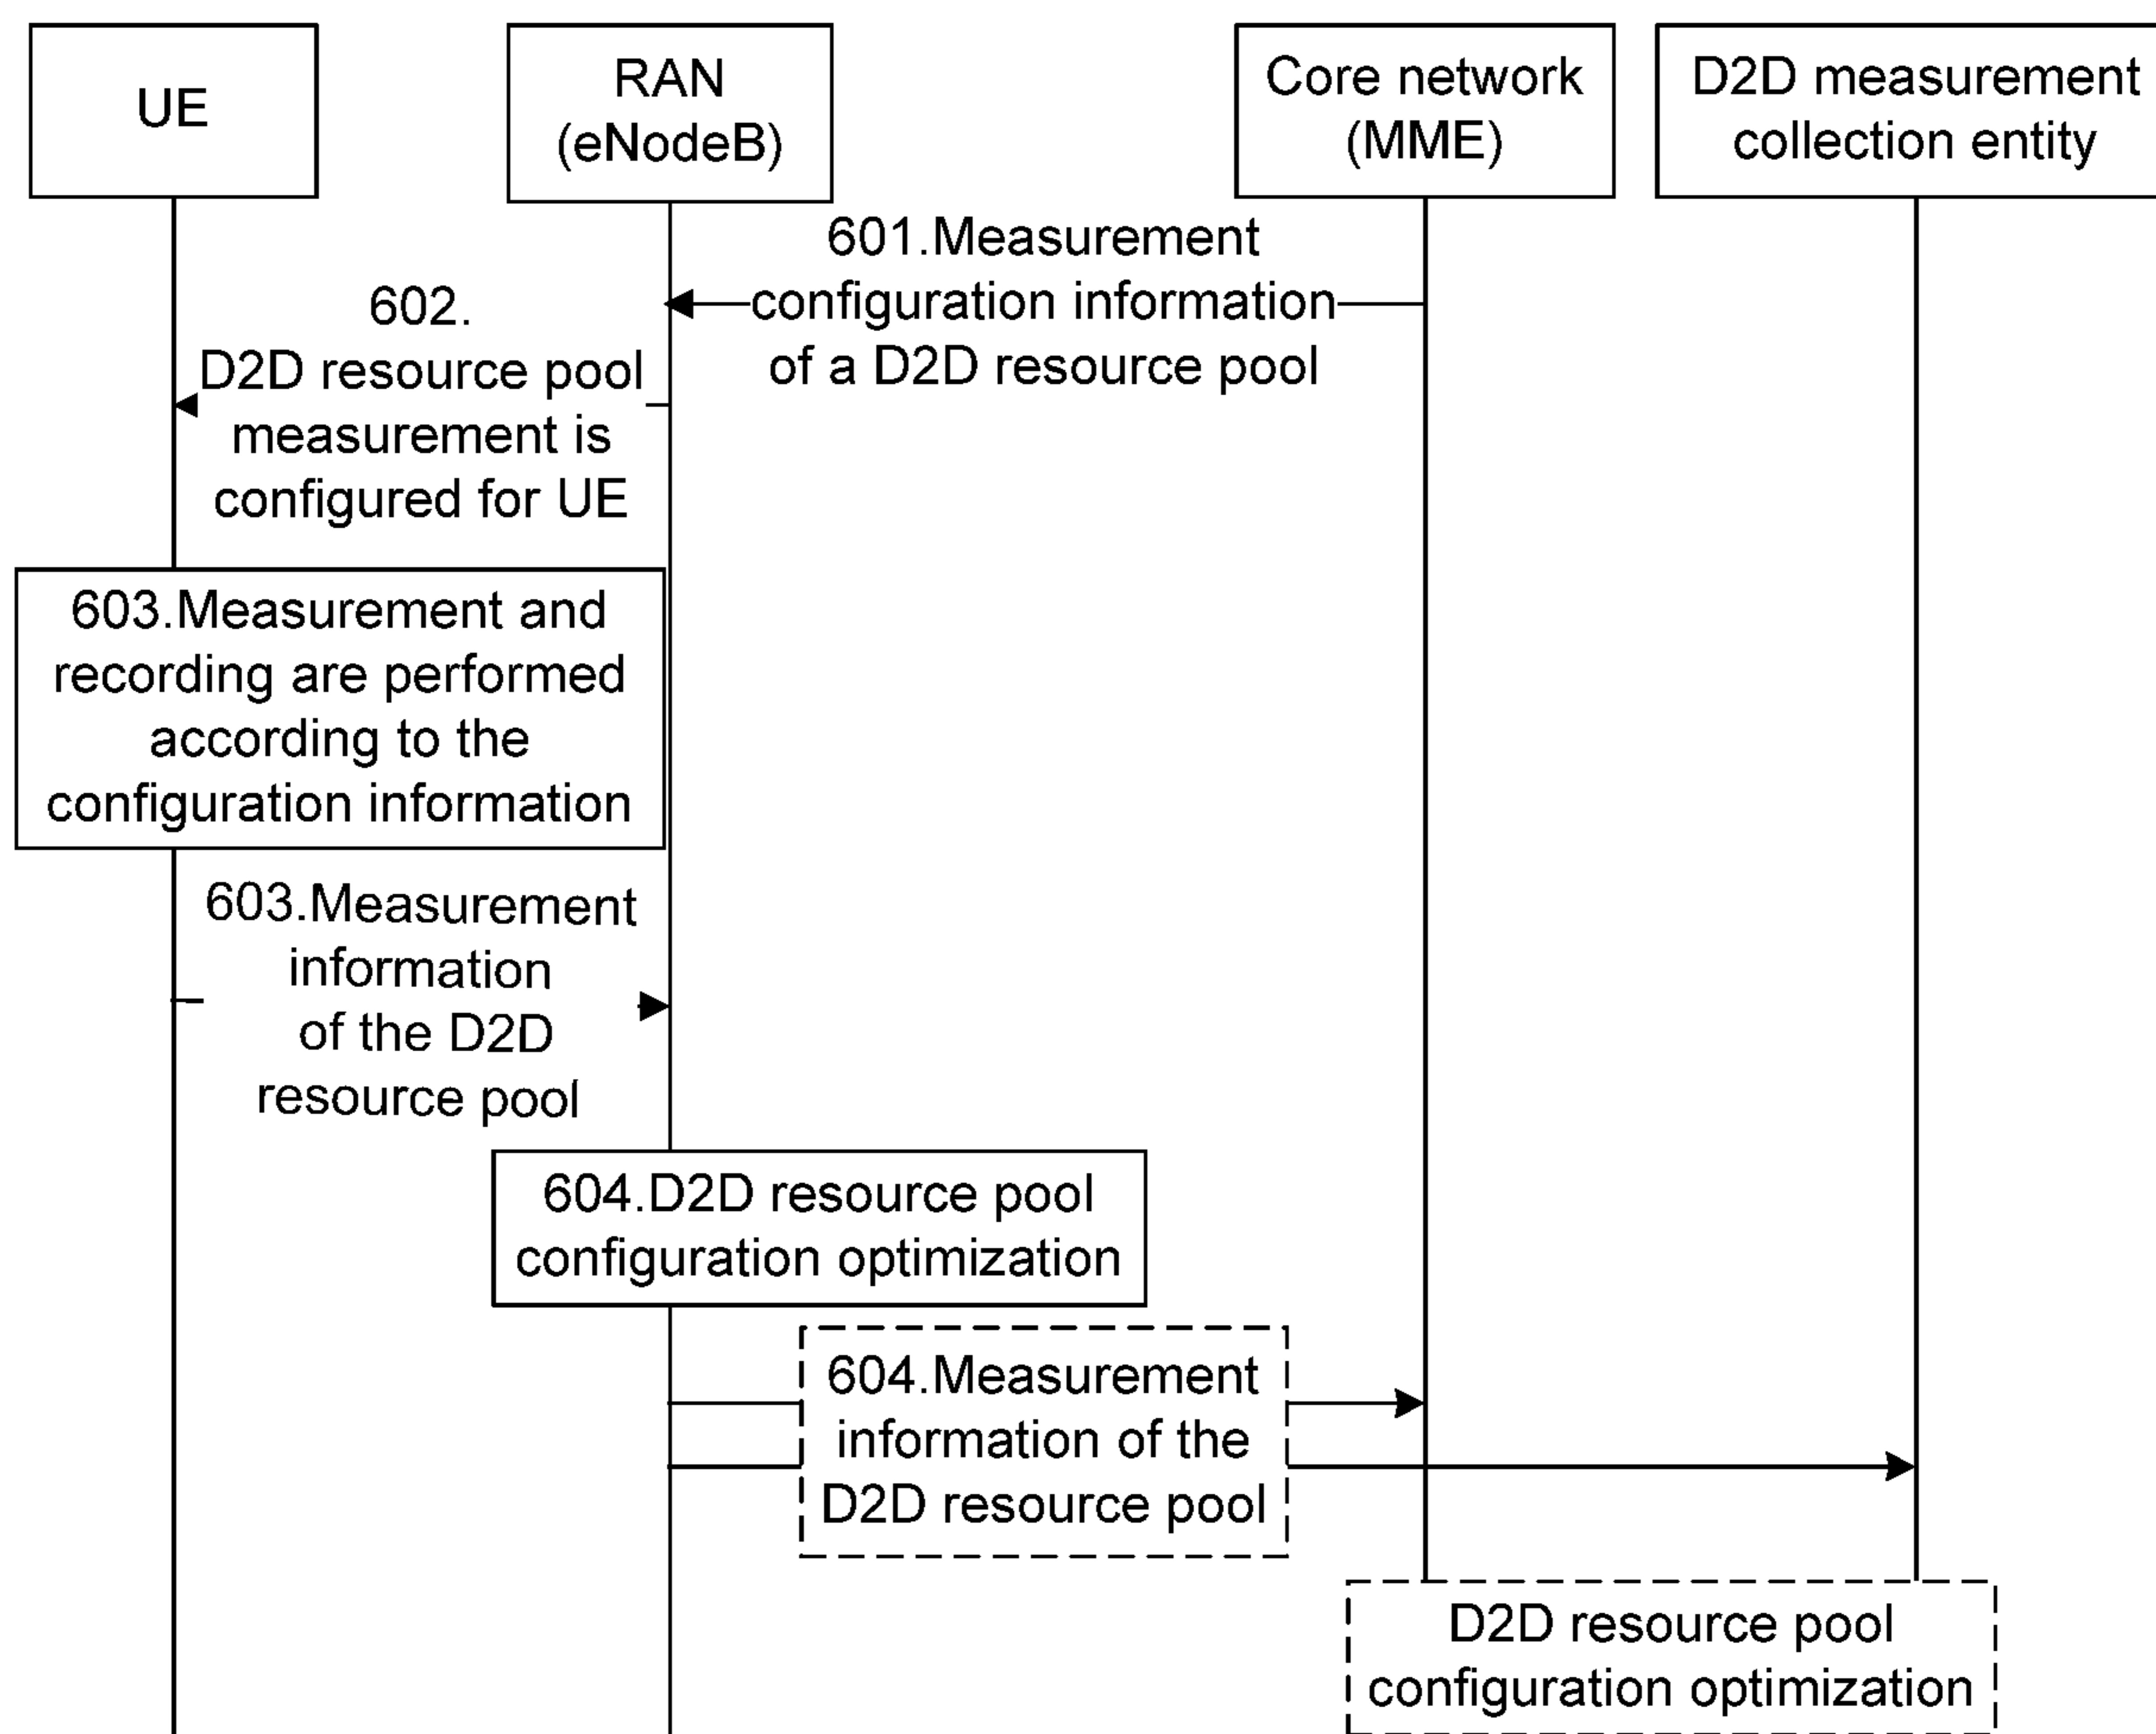 UE
RAN
(eNodeB)
Core network
(MME)
D2D measurement
collection entity
601.Measurement
configuration information
of a D2D resource pool
602.
D2D resource pool
measurement is
configured for UE
603.Measurement and
recording are performed
according to the
configuration information
603.Measurement
information
of the D2D
resource pool
604.D2D resource pool
configuration optimization
604.Measurement
information of the
D2D resource pool
D2D resource pool
configuration optimization